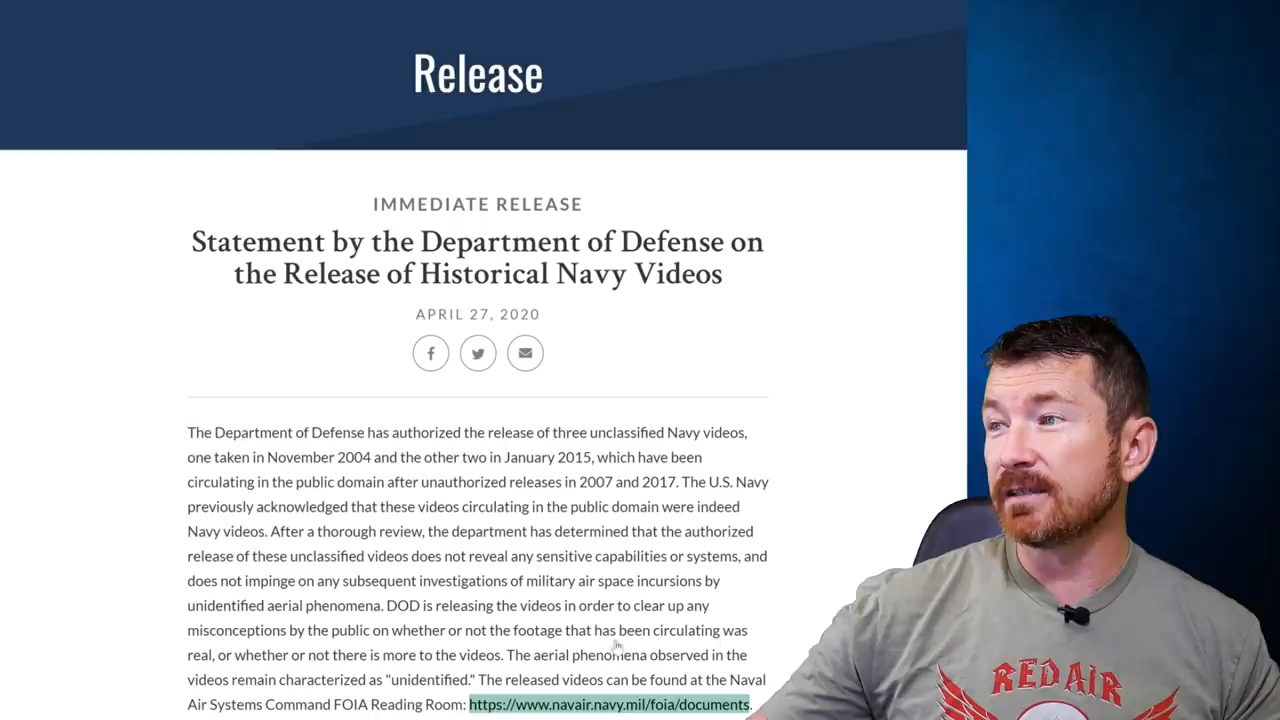 Release
IMMEDIATE RELEASE
Statement by the Department of Defense on
the Release of Historical Navy Videos
APRIL 27, 2020
The Department of Defense has authorized the release of three unclassified Navy videos,
one taken in November 2004 and the other two in January 2015, which have been
circulating in the public domain after unauthorized releases in 2007 and 2017. The U.S. Navy
previously acknowledged that these videos circulating in the public domain were indeed
Navy videos. After a thorough review, the department has determined that the authorized
release of these unclassified videos does not reveal any sensitive capabilities or systems, and
does not impinge on any subsequent investigations of military air space incursions by
unidentified aerial phenomena. DOD is releasing the videos in order to clear up any
misconceptions by the public on whether or not the footage that has been circulating was
real, or whether or not there is more to the videos. The aerial phenomena observed in the
videos remain characterized as "unidentified." The released videos can be found at the Naval
Air Systems Command FOIA Reading Room: https://www.navair.navy.mil/foia/documents.
REDAIR